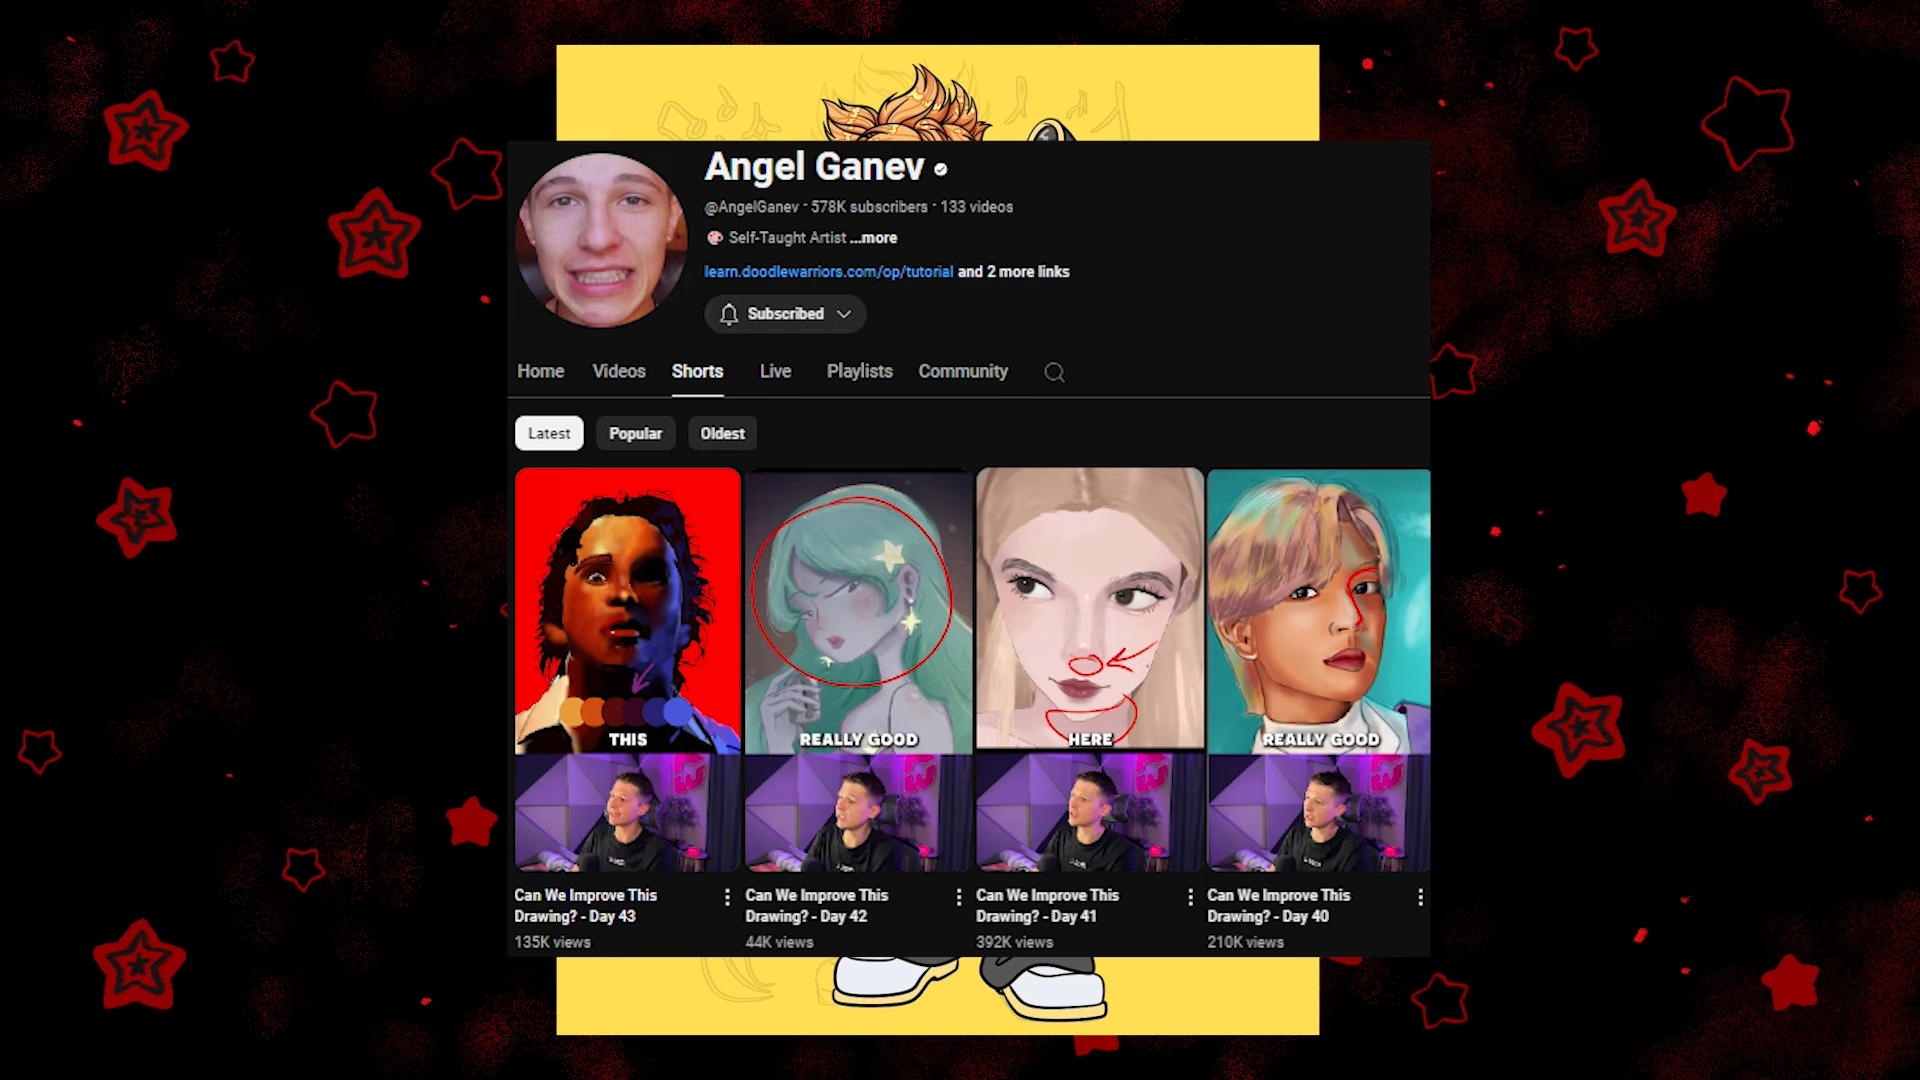 Angel Ganev
@AngelGanev · 578K subscribers · 133 videos
Self-Taught Artist ...more
learn.doodlewarriors.com/op/tutorial and 2 more links
Subscribed
Home Videos Shorts Live Playlists Community
Latest Popular Oldest
THIS REALLY GOOD HERE REALLY GOOD
Can We Improve This Drawing? - Day 43
135K views
Can We Improve This Drawing? - Day 42
44K views
Can We Improve This Drawing? - Day 41
392K views
Can We Improve This Drawing? - Day 40
210K views